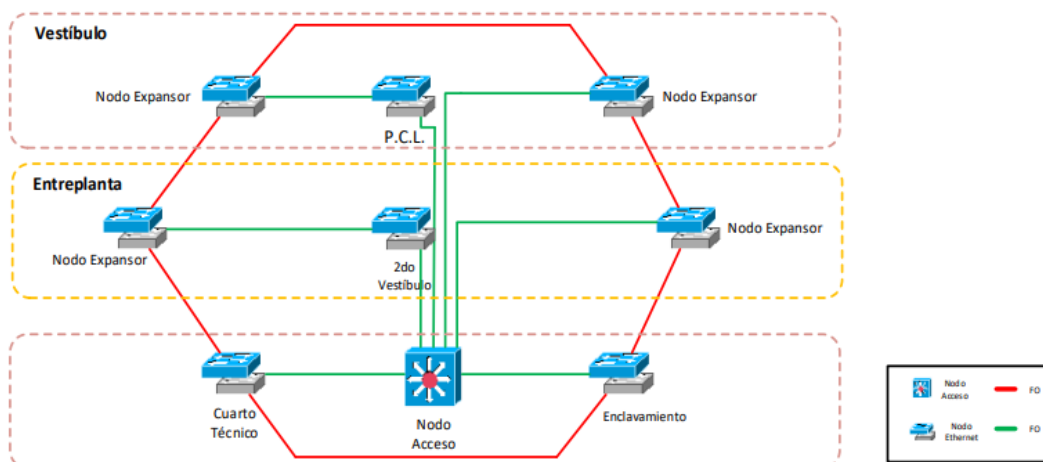 Vestíbulo
Nodo Expansor
P.C.L.
Nodo Expansor
Entreplanta
Nodo Expansor
2do
Vestíbulo
Nodo Expansor
Cuarto
Técnico
Nodo
Acceso
Enclavamiento
Nodo
Acceso
FO
Nodo
Ethernet
FO